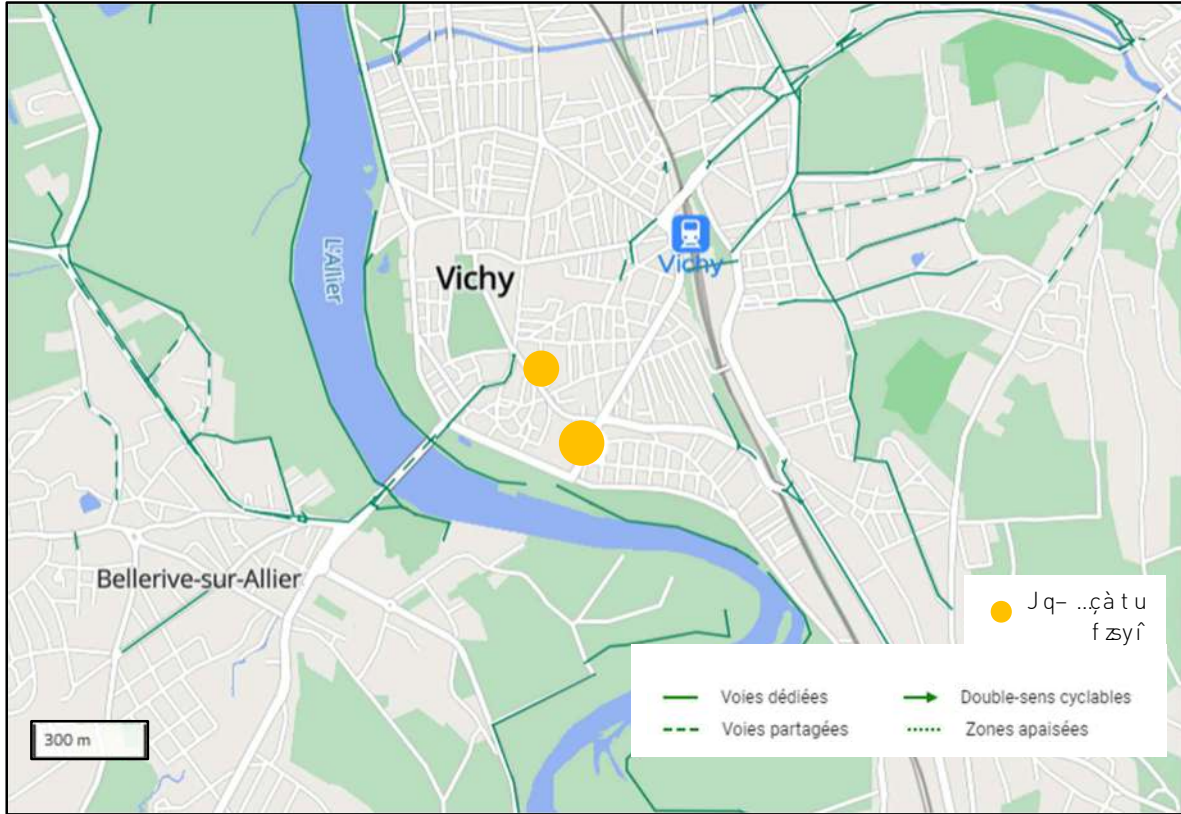 L'Allier
Vichy
Vichy
Bellerive-sur-Allier
300 m
Voies dédiées
Double-sens cyclables
Voies partagées
Zones apaisées